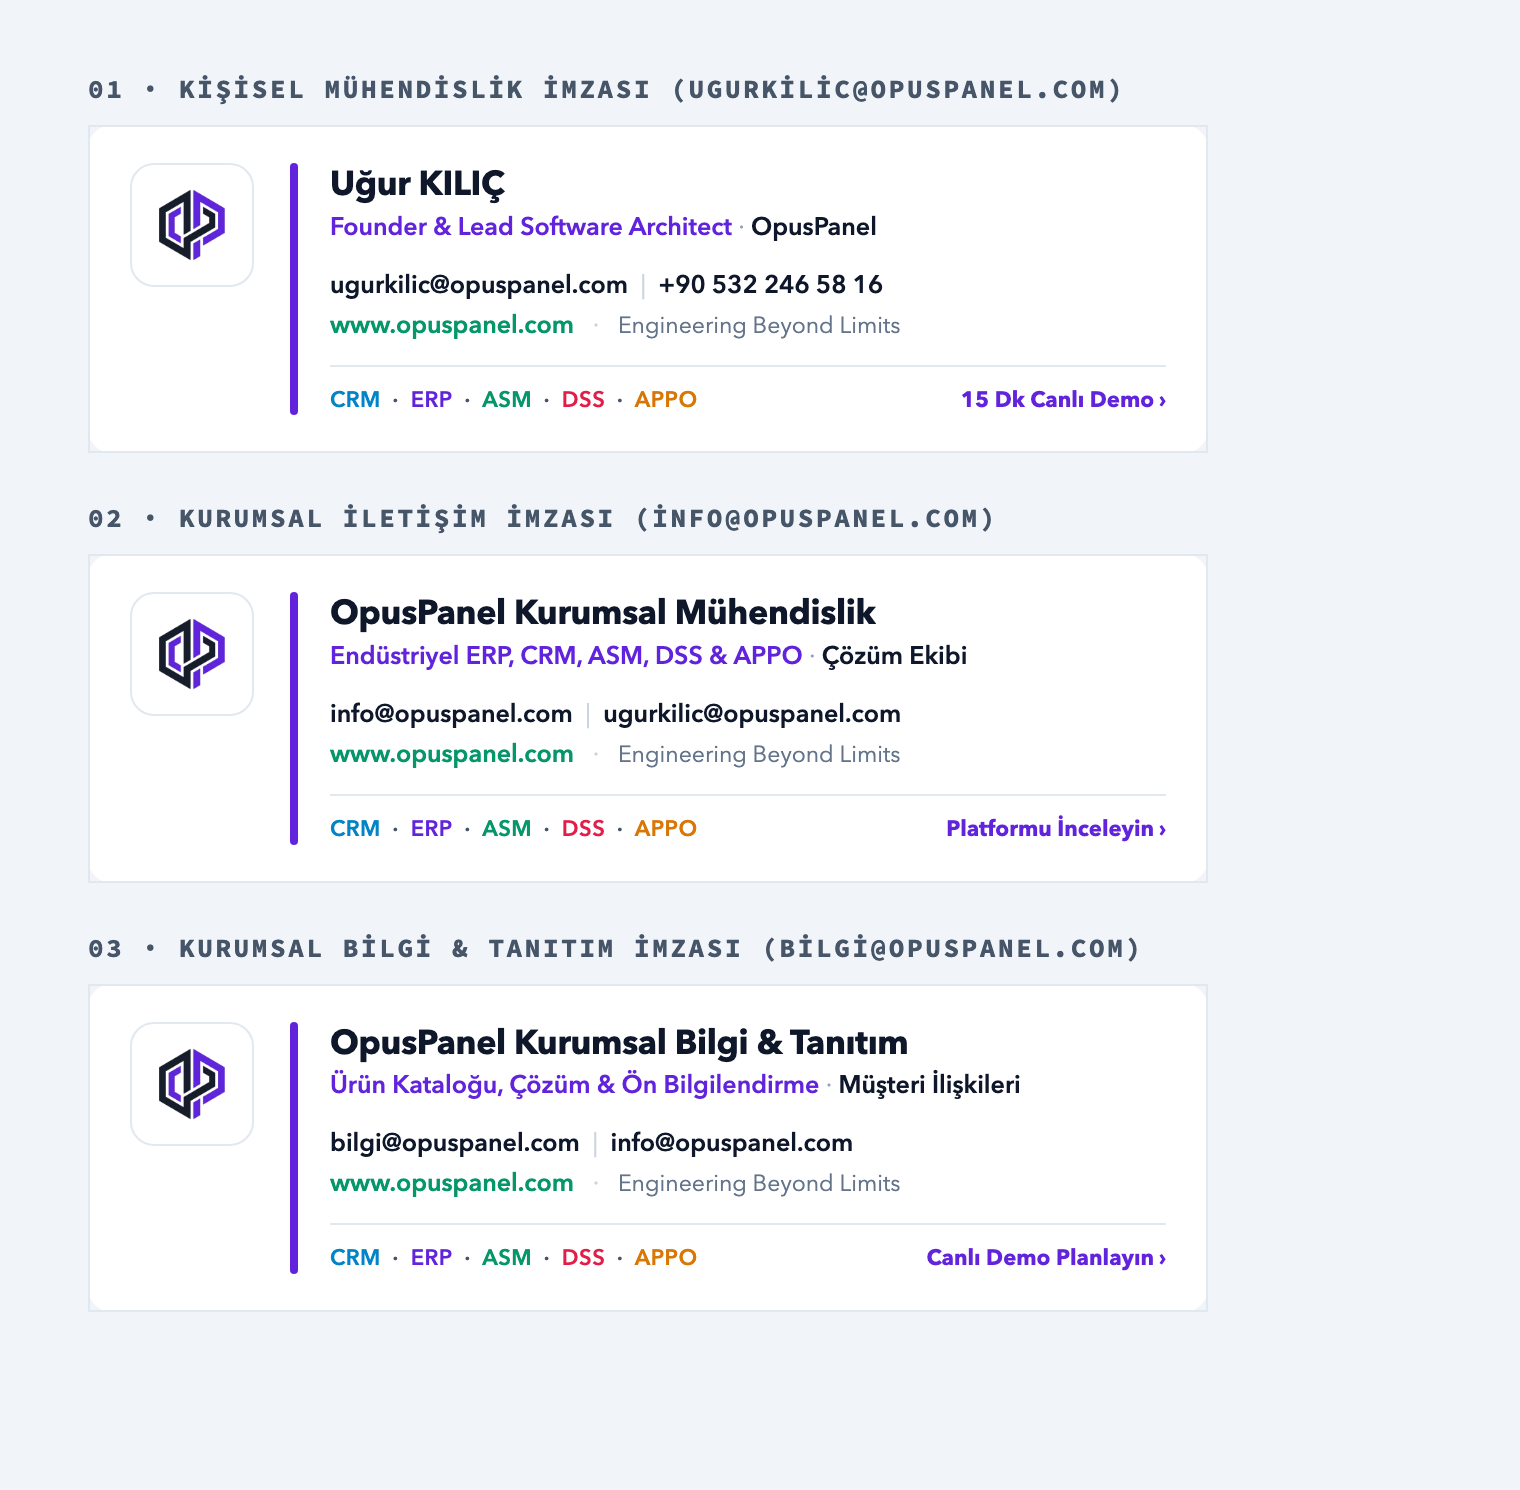 01 • KİŞİSEL MÜHENDİSLİK İMZASI (UGURKİLİC@OPUSPANEL.COM)
Uğur KILIÇ
Founder & Lead Software Architect · OpusPanel
ugurkilic@opuspanel.com | +90 532 246 58 16
www.opuspanel.com · Engineering Beyond Limits
CRM · ERP · ASM · DSS · APPO 15 Dk Canlı Demo ›
02 • KURUMSAL İLETİŞİM İMZASI (İNFO@OPUSPANEL.COM)
OpusPanel Kurumsal Mühendislik
Endüstriyel ERP, CRM, ASM, DSS & APPO · Çözüm Ekibi
info@opuspanel.com | ugurkilic@opuspanel.com
www.opuspanel.com · Engineering Beyond Limits
CRM · ERP · ASM · DSS · APPO Platformu İnceleyin ›
03 • KURUMSAL BİLGİ & TANITIM İMZASI (BİLGİ@OPUSPANEL.COM)
OpusPanel Kurumsal Bilgi & Tanıtım
Ürün Kataloğu, Çözüm & Ön Bilgilendirme · Müşteri İlişkileri
bilgi@opuspanel.com | info@opuspanel.com
www.opuspanel.com · Engineering Beyond Limits
CRM · ERP · ASM · DSS · APPO Canlı Demo Planlayın ›